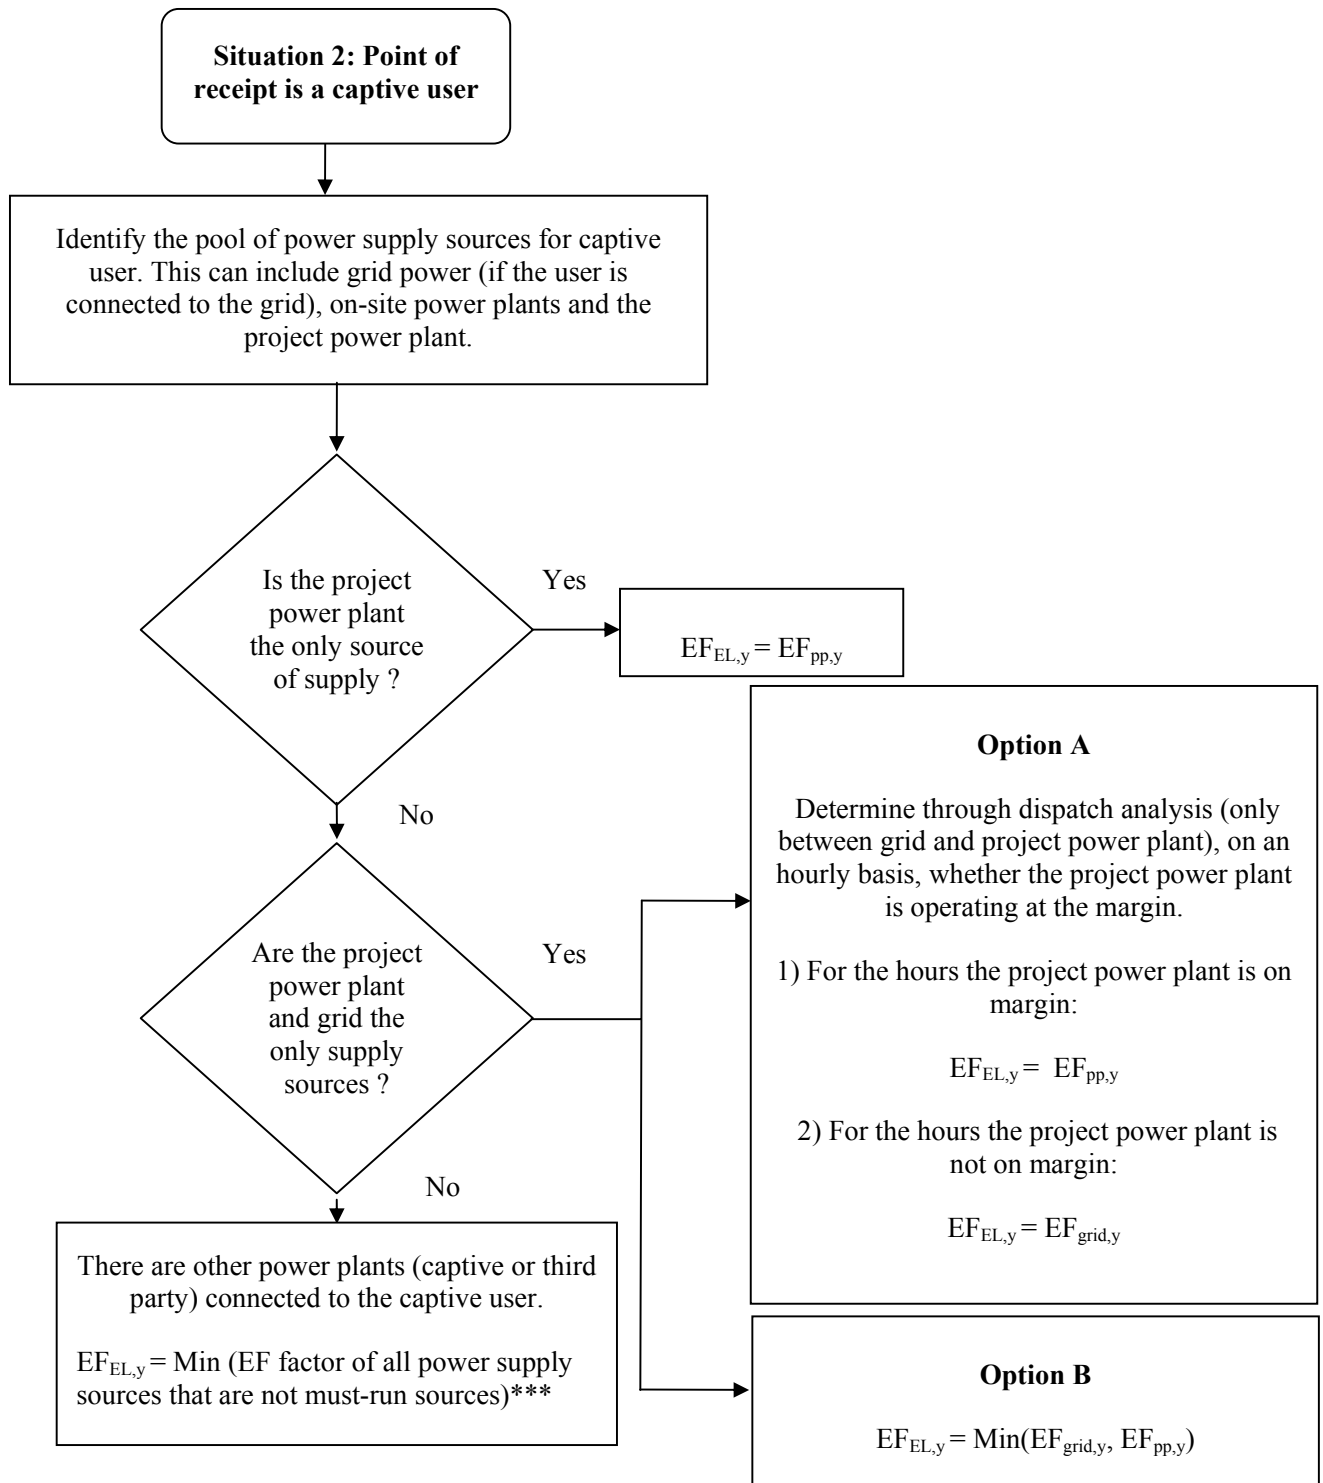 Situation 2: Point of
receipt is a captive user
Identify the pool of power supply sources for captive
user. This can include grid power (if the user is
connected to the grid), on-site power plants and the
project power plant.
Is the project
power plant
the only source
of supply ?
Yes
EF_EL,y = EF_pp,y
No
Are the project
power plant
and grid the
only supply
sources ?
Yes
Option A
Determine through dispatch analysis (only
between grid and project power plant), on an
hourly basis, whether the project power plant
is operating at the margin.
1) For the hours the project power plant is on
margin:
EF_EL,y = EF_pp,y
2) For the hours the project power plant is
not on margin:
EF_EL,y = EF_grid,y
No
There are other power plants (captive or third
party) connected to the captive user.
EF_EL,y = Min (EF factor of all power supply
sources that are not must-run sources)***
Option B
EF_EL,y = Min(EF_grid,y, EF_pp,y)